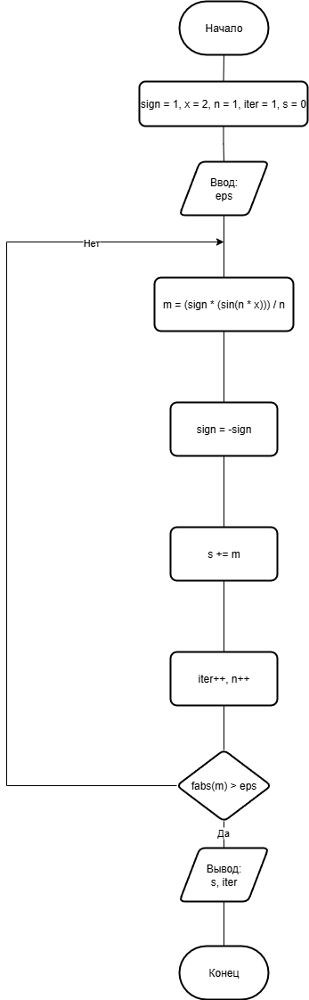 Начало
sign = 1, x = 2, n = 1, iter = 1, s = 0
Ввод:
eps
Нет
m = (sign * (sin(n * x))) / n
sign = -sign
s += m
iter++, n++
fabs(m) > eps
Да
Вывод:
s, iter
Конец